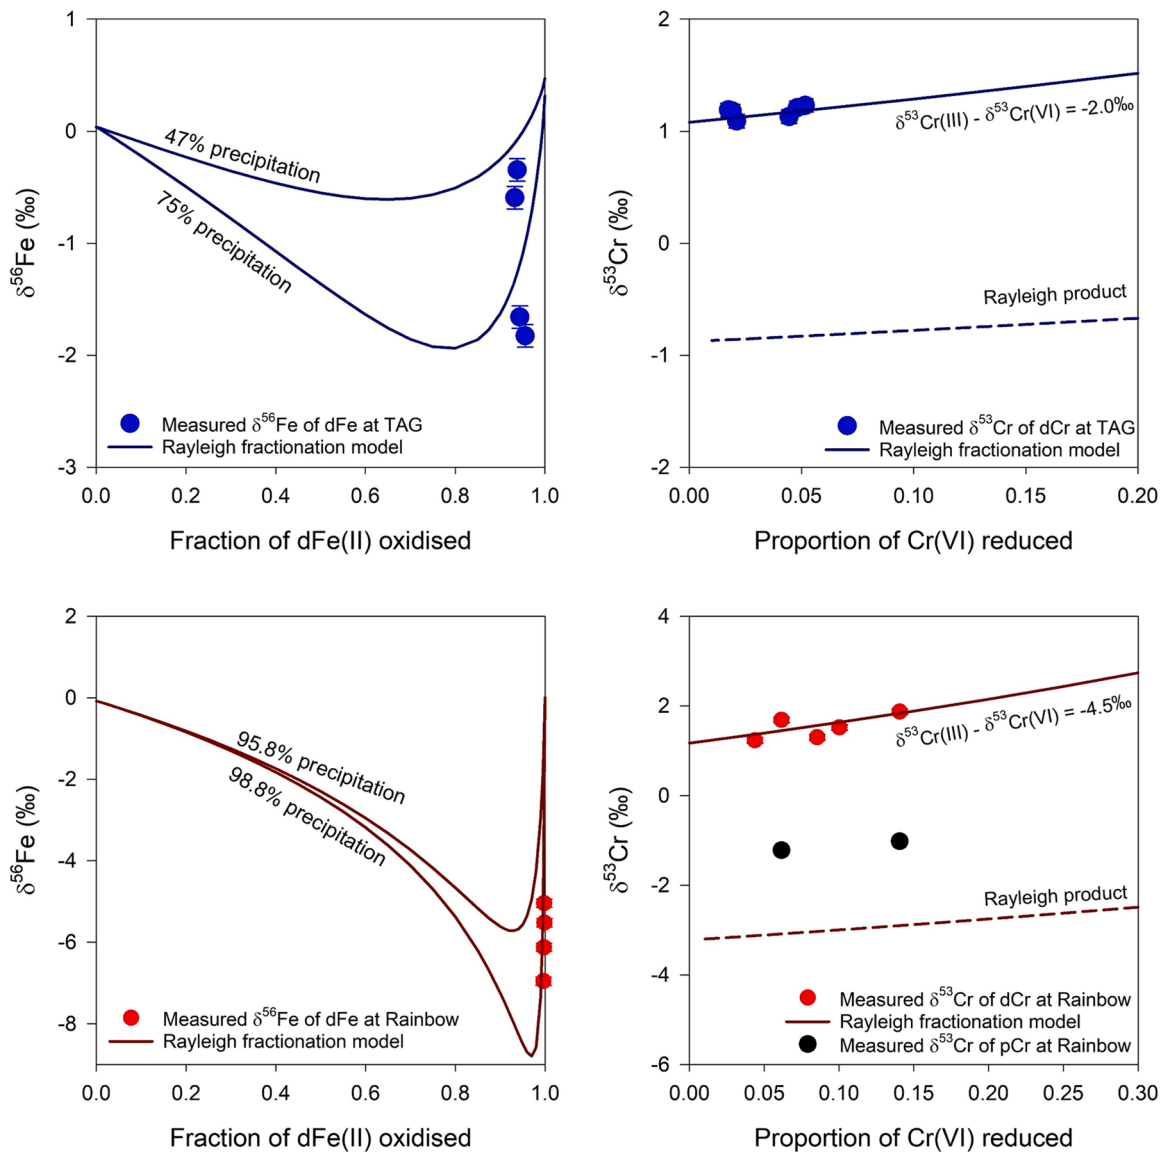 1
0
-1
-2
-3
δ⁵⁶Fe (‰)
47% precipitation
75% precipitation
Measured δ⁵⁶Fe of dFe at TAG
Rayleigh fractionation model
0.0 0.2 0.4 0.6 0.8 1.0
Fraction of dFe(II) oxidised
2
1
0
-1
-2
δ⁵³Cr (‰)
δ⁵³Cr(III) - δ⁵³Cr(VI) = -2.0‰
Rayleigh product
Measured δ⁵³Cr of dCr at TAG
Rayleigh fractionation model
0.00 0.05 0.10 0.15 0.20
Proportion of Cr(VI) reduced
2
0
-2
-4
-6
-8
δ⁵⁶Fe (‰)
95.8% precipitation
98.8% precipitation
Measured δ⁵⁶Fe of dFe at Rainbow
Rayleigh fractionation model
0.0 0.2 0.4 0.6 0.8 1.0
Fraction of dFe(II) oxidised
4
2
0
-2
-4
-6
δ⁵³Cr (‰)
δ⁵³Cr(III) - δ⁵³Cr(VI) = -4.5‰
Rayleigh product
Measured δ⁵³Cr of dCr at Rainbow
Rayleigh fractionation model
Measured δ⁵³Cr of pCr at Rainbow
0.00 0.05 0.10 0.15 0.20 0.25 0.30
Proportion of Cr(VI) reduced